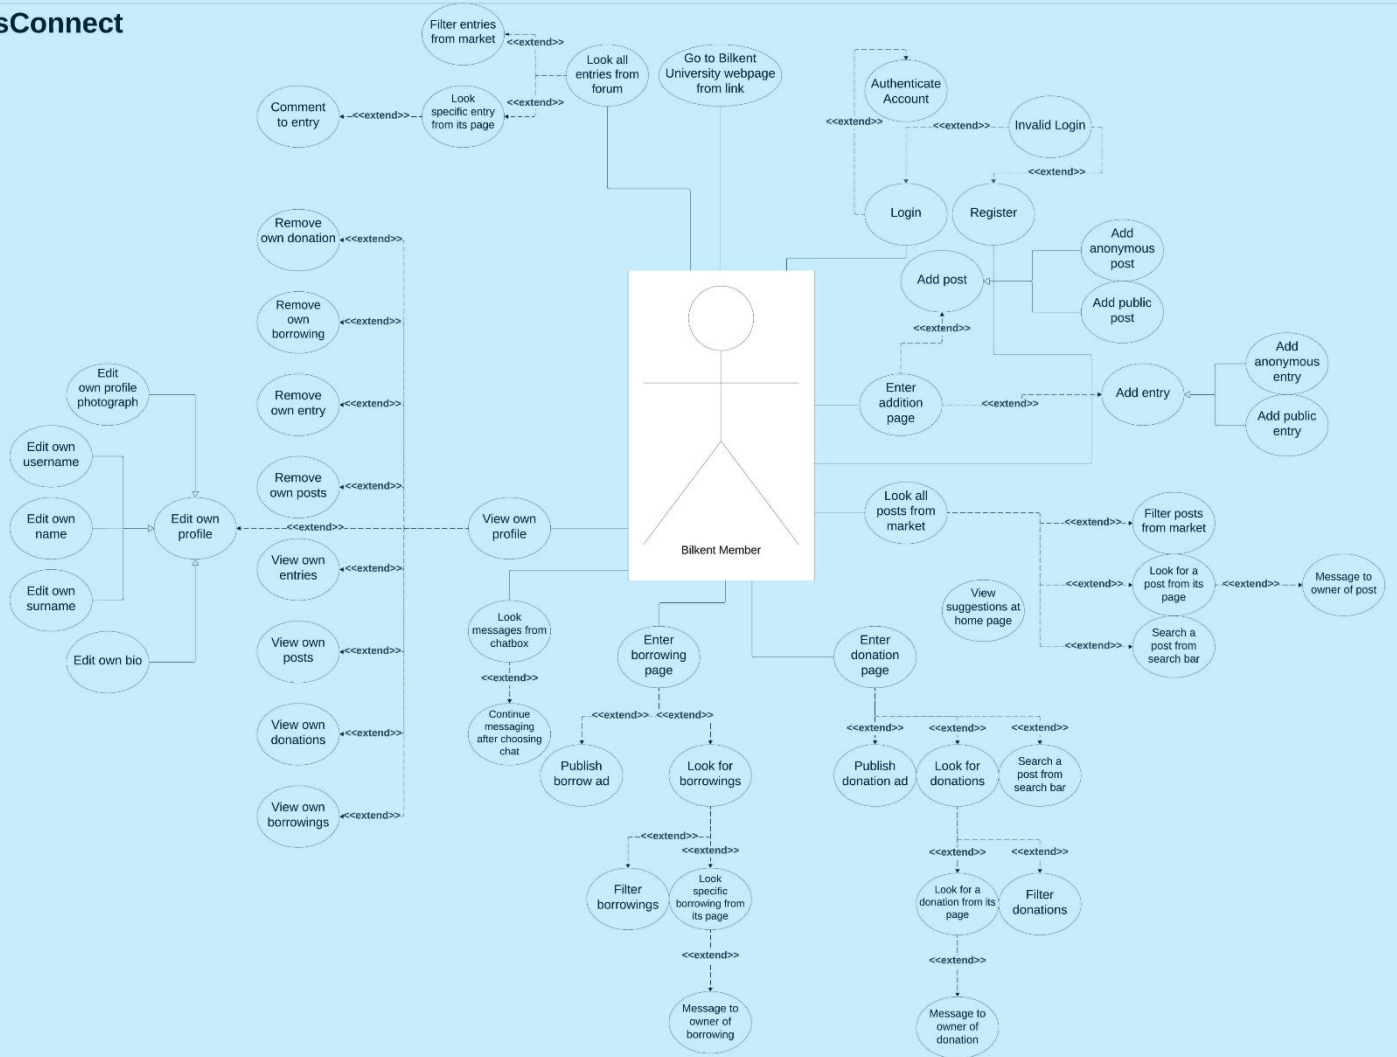 sConnect
Filter entries
from market
<<extend>>
Look all
entries from
forum
Go to Bilkent
University webpage
from link
Authenticate
Account
Comment
to entry
<<extend>>
Look
specific entry
from its page
<<extend>>
<<extend>>
<<extend>>
Invalid Login
<<extend>>
Login
Register
Remove
own donation
<<extend>>
Add
anonymous
post
Add post
Add public
post
Remove
own
borrowing
<<extend>>
<<extend>>
Add
anonymous
entry
Edit
own profile
photograph
Remove
own entry
<<extend>>
Enter
addition
page
<<extend>>
Add entry
Add public
entry
Edit own
username
Remove
own posts
<<extend>>
Look all
posts from
market
Edit own
name
Edit own
profile
<<extend>>
View own
profile
Bilkent Member
<<extend>>
Filter posts
from market
View own
entries
<<extend>>
Edit own
surname
Look
messages from
chatbox
View
suggestions at
home page
<<extend>>
Look for a
post from its
page
<<extend>>
Message to
owner of post
Edit own bio
View own
posts
<<extend>>
Enter
borrowing
page
Enter
donation
page
<<extend>>
Search a
post from
search bar
<<extend>>
Continue
messaging
after choosing
chat
<<extend>>
<<extend>>
View own
donations
<<extend>>
<<extend>>
<<extend>>
<<extend>>
Publish
borrow ad
Look for
borrowings
Publish
donation ad
Look for
donations
Search a
post from
search bar
View own
borrowings
<<extend>>
<<extend>>
<<extend>>
<<extend>>
<<extend>>
Filter
borrowings
Look
specific
borrowing from
its page
Look for a
donation from its
page
Filter
donations
<<extend>>
<<extend>>
Message to
owner of
borrowing
Message to
owner of
donation